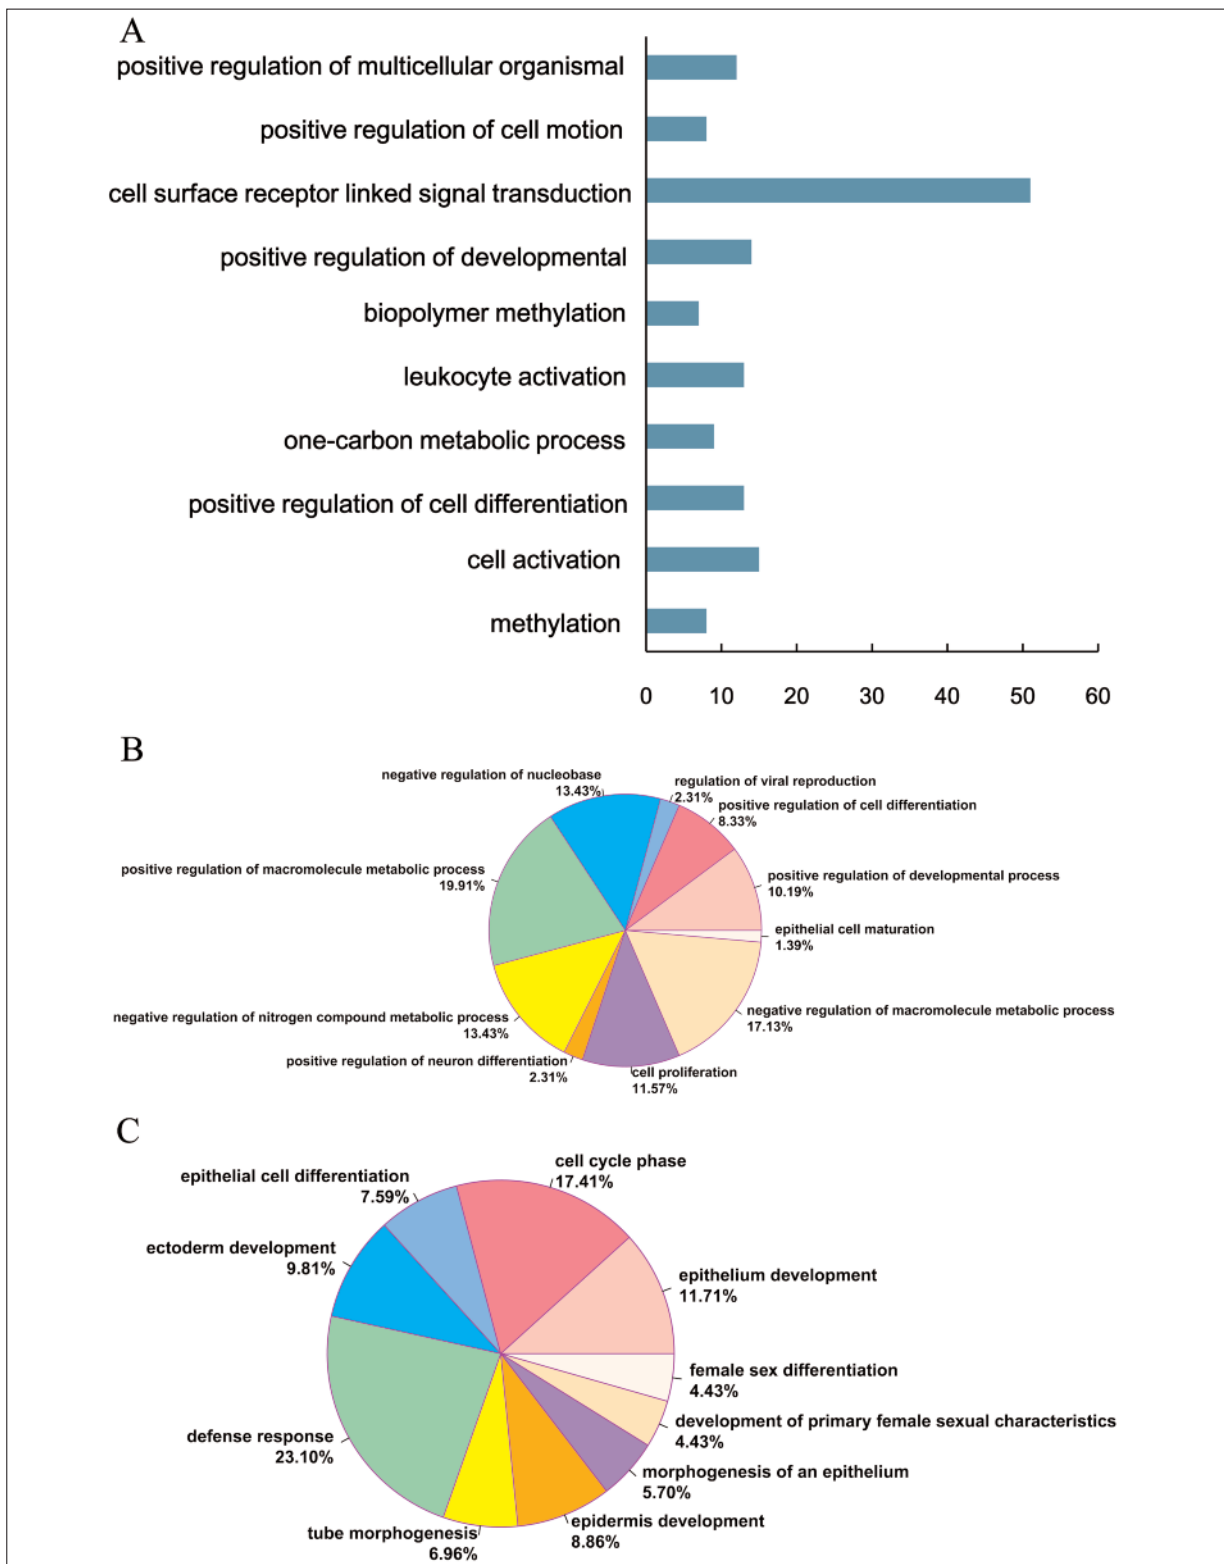 A
positive regulation of multicellular organismal
positive regulation of cell motion
cell surface receptor linked signal transduction
positive regulation of developmental
biopolymer methylation
leukocyte activation
one-carbon metabolic process
positive regulation of cell differentiation
cell activation
methylation
0 10 20 30 40 50 60
B
negative regulation of nucleobase
13.43%
regulation of viral reproduction
2.31%
positive regulation of cell differentiation
8.33%
positive regulation of macromolecule metabolic process
19.91%
positive regulation of developmental process
10.19%
epithelial cell maturation
1.39%
negative regulation of macromolecule metabolic process
17.13%
negative regulation of nitrogen compound metabolic process
13.43%
positive regulation of neuron differentiation
2.31%
cell proliferation
11.57%
C
cell cycle phase
17.41%
epithelial cell differentiation
7.59%
ectoderm development
9.81%
epithelium development
11.71%
female sex differentiation
4.43%
development of primary female sexual characteristics
4.43%
defense response
23.10%
morphogenesis of an epithelium
5.70%
epidermis development
8.86%
tube morphogenesis
6.96%